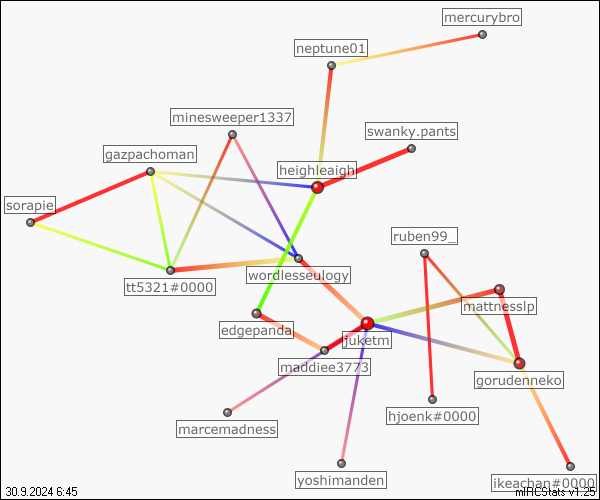 mercurybro
neptune01
minesweeper1337
swanky.pants
gazpachoman
heighleaigh
sorapie
ruben99_
wordlesseulogy
tt5321#0000
mattnesslp
edgepanda
juketm
maddiee3773
gorudenneko
hjoenk#0000
marcemadness
yoshimanden
ikeachan#0000
30.9.2024 6:45
mIRCStats v1.25